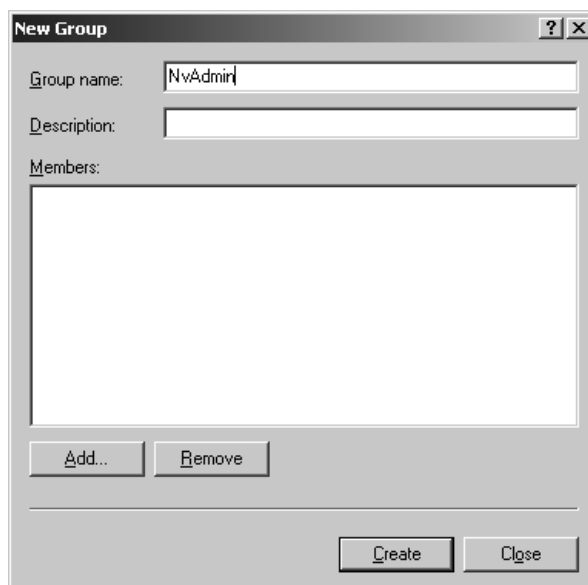 New Group
Group name: NvAdmin
Description:
Members:
Add... Remove
Create Close